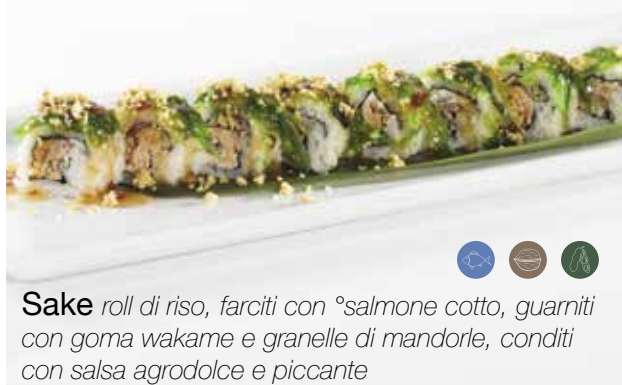 Sake roll di riso, farciti con °salmone cotto, guarniti
con goma wakame e granelle di mandorle, conditi
con salsa agrodolce e piccante